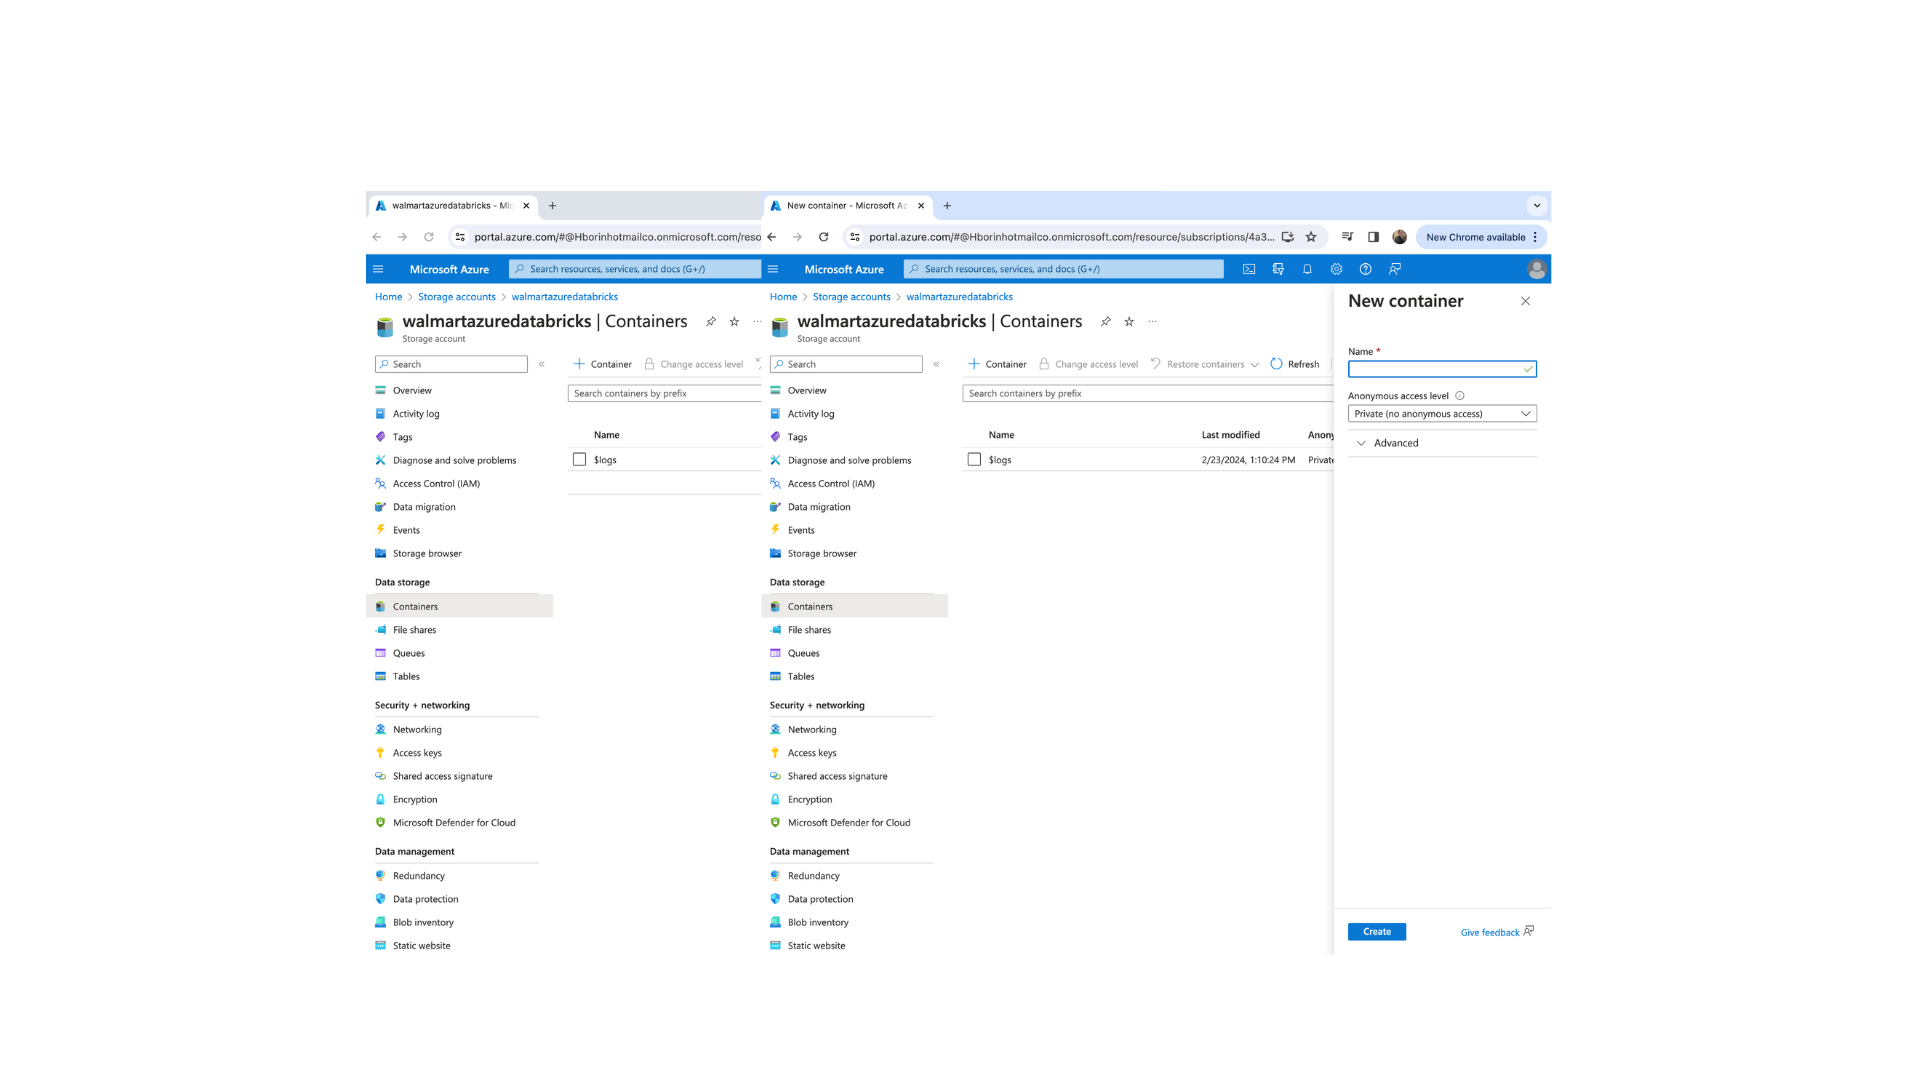 walmartazuredatabricks - Mic
portal.azure.com/#@Hborinhotmailco.onmicrosoft.com/reso
Microsoft Azure
Search resources, services, and docs (G+/)
Home > Storage accounts > walmartazuredatabricks
walmartazuredatabricks | Containers
Storage account
Search
Container
Change access level
Search containers by prefix
Name
$logs
Overview
Activity log
Tags
Diagnose and solve problems
Access Control (IAM)
Data migration
Events
Storage browser
Data storage
Containers
File shares
Queues
Tables
Security + networking
Networking
Access keys
Shared access signature
Encryption
Microsoft Defender for Cloud
Data management
Redundancy
Data protection
Blob inventory
Static website
New container - Microsoft Az
portal.azure.com/#@Hborinhotmailco.onmicrosoft.com/resource/subscriptions/4a3...
New Chrome available
Microsoft Azure
Search resources, services, and docs (G+/)
Home > Storage accounts > walmartazuredatabricks
walmartazuredatabricks | Containers
Storage account
Search
Container
Change access level
Restore containers
Refresh
Search containers by prefix
Name Last modified Anony
$logs 2/23/2024, 1:10:24 PM Private
Overview
Activity log
Tags
Diagnose and solve problems
Access Control (IAM)
Data migration
Events
Storage browser
Data storage
Containers
File shares
Queues
Tables
Security + networking
Networking
Access keys
Shared access signature
Encryption
Microsoft Defender for Cloud
Data management
Redundancy
Data protection
Blob inventory
Static website
New container
Name *
Anonymous access level
Private (no anonymous access)
Advanced
Create
Give feedback